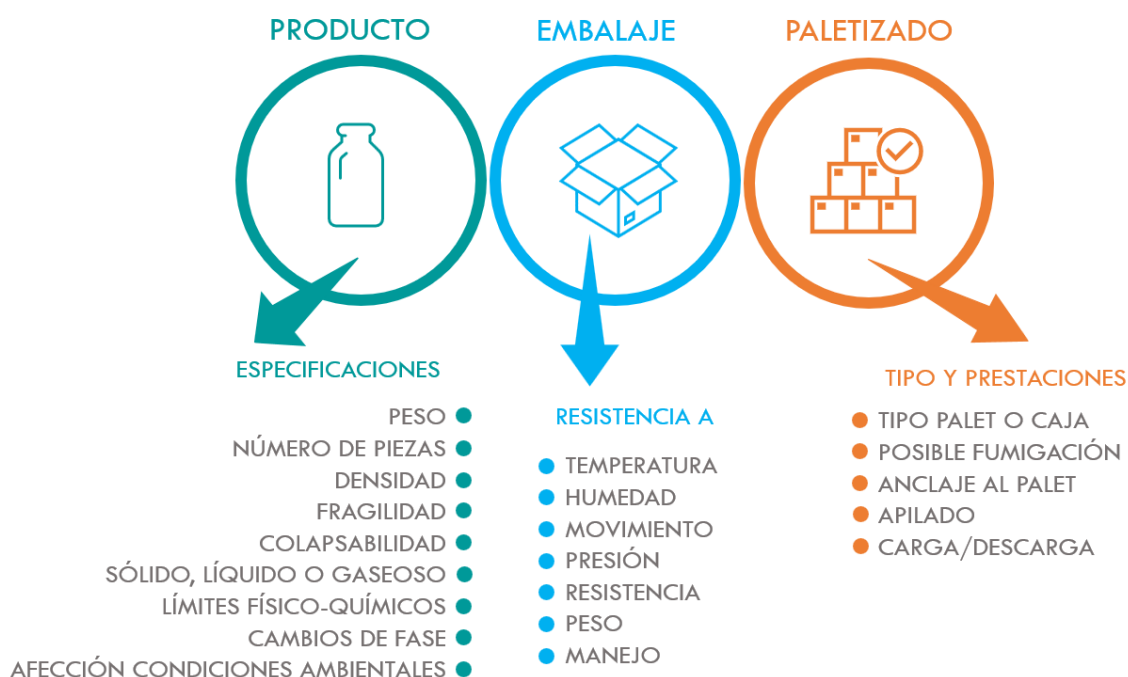 PRODUCTO
EMBALAJE
PALETIZADO
ESPECIFICACIONES
PESO
NÚMERO DE PIEZAS
DENSIDAD
FRAGILIDAD
COLAPSABILIDAD
SÓLIDO, LÍQUIDO O GASEOSO
LÍMITES FÍSICO-QUÍMICOS
CAMBIOS DE FASE
AFECCIÓN CONDICIONES AMBIENTALES
RESISTENCIA A
TEMPERATURA
HUMEDAD
MOVIMIENTO
PRESIÓN
RESISTENCIA
PESO
MANEJO
TIPO Y PRESTACIONES
TIPO PALET O CAJA
POSIBLE FUMIGACIÓN
ANCLAJE AL PALET
APILADO
CARGA/DESCARGA